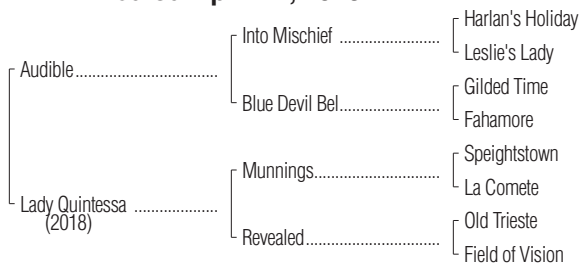 Harlan's Holiday
Into Mischief ........................
Leslie's Lady
Audible.................................
Gilded Time
Blue Devil Bel........................
Fahamore
Speightstown
Munnings..............................
La Comete
Lady Quintessa ...................
(2018)
Old Trieste
Revealed...............................
Field of Vision